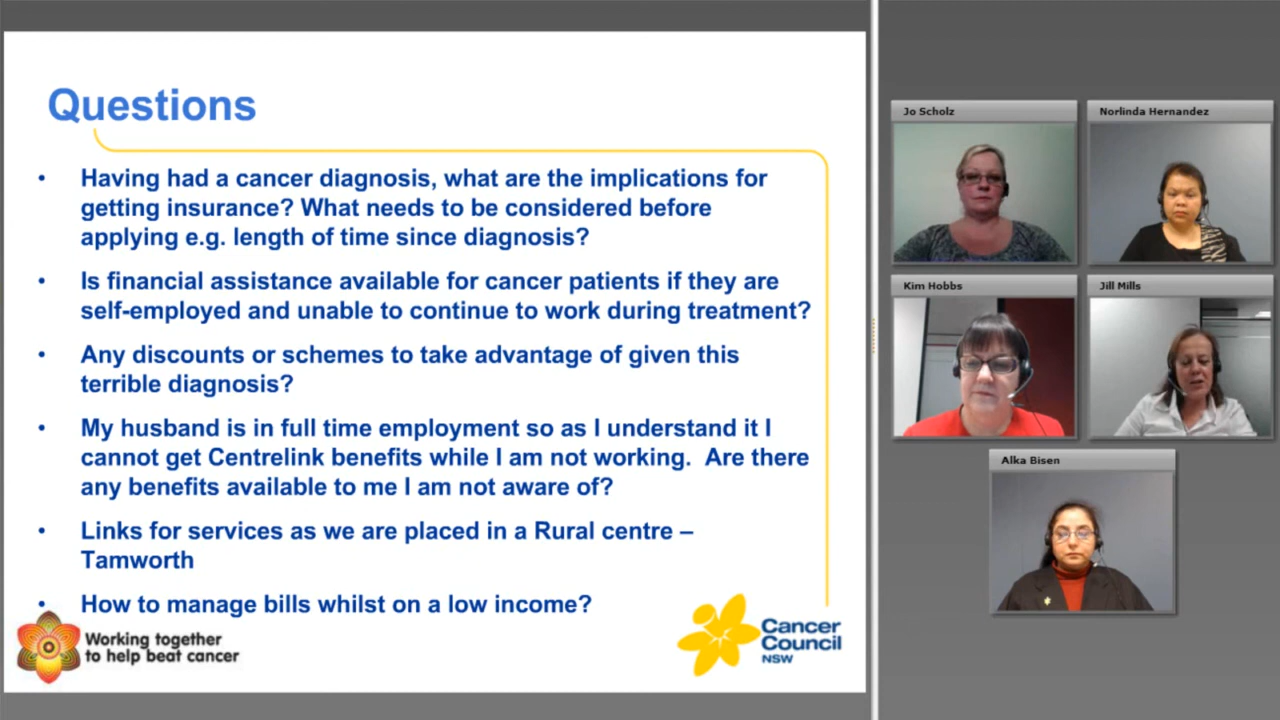 Questions
• Having had a cancer diagnosis, what are the implications for
getting insurance? What needs to be considered before
applying e.g. length of time since diagnosis?
• Is financial assistance available for cancer patients if they are
self-employed and unable to continue to work during treatment?
• Any discounts or schemes to take advantage of given this
terrible diagnosis?
• My husband is in full time employment so as I understand it I
cannot get Centrelink benefits while I am not working.  Are there
any benefits available to me I am not aware of?
• Links for services as we are placed in a Rural centre –
Tamworth
• How to manage bills whilst on a low income?
Working together
to help beat cancer
Cancer
Council
NSW
Jo Scholz
Norlinda Hernandez
Kim Hobbs
Jill Mills
Alka Bisen